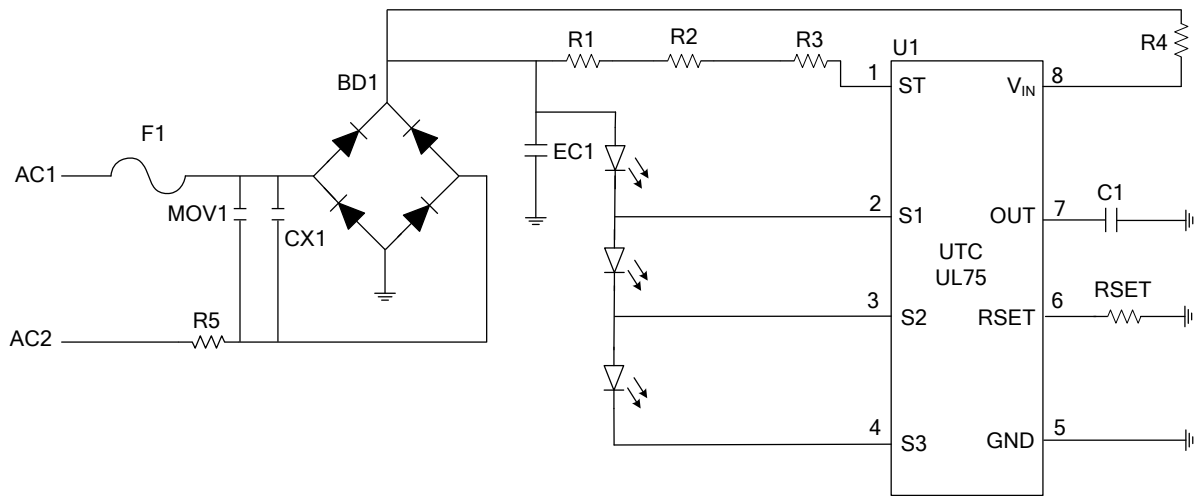 R1
R2
R3
U1
R4
BD1
1
ST
VIN
8
F1
EC1
AC1
MOV1
CX1
2
S1
OUT
7
C1
UTC
UL75
R5
AC2
3
S2
RSET
6
RSET
4
S3
GND
5